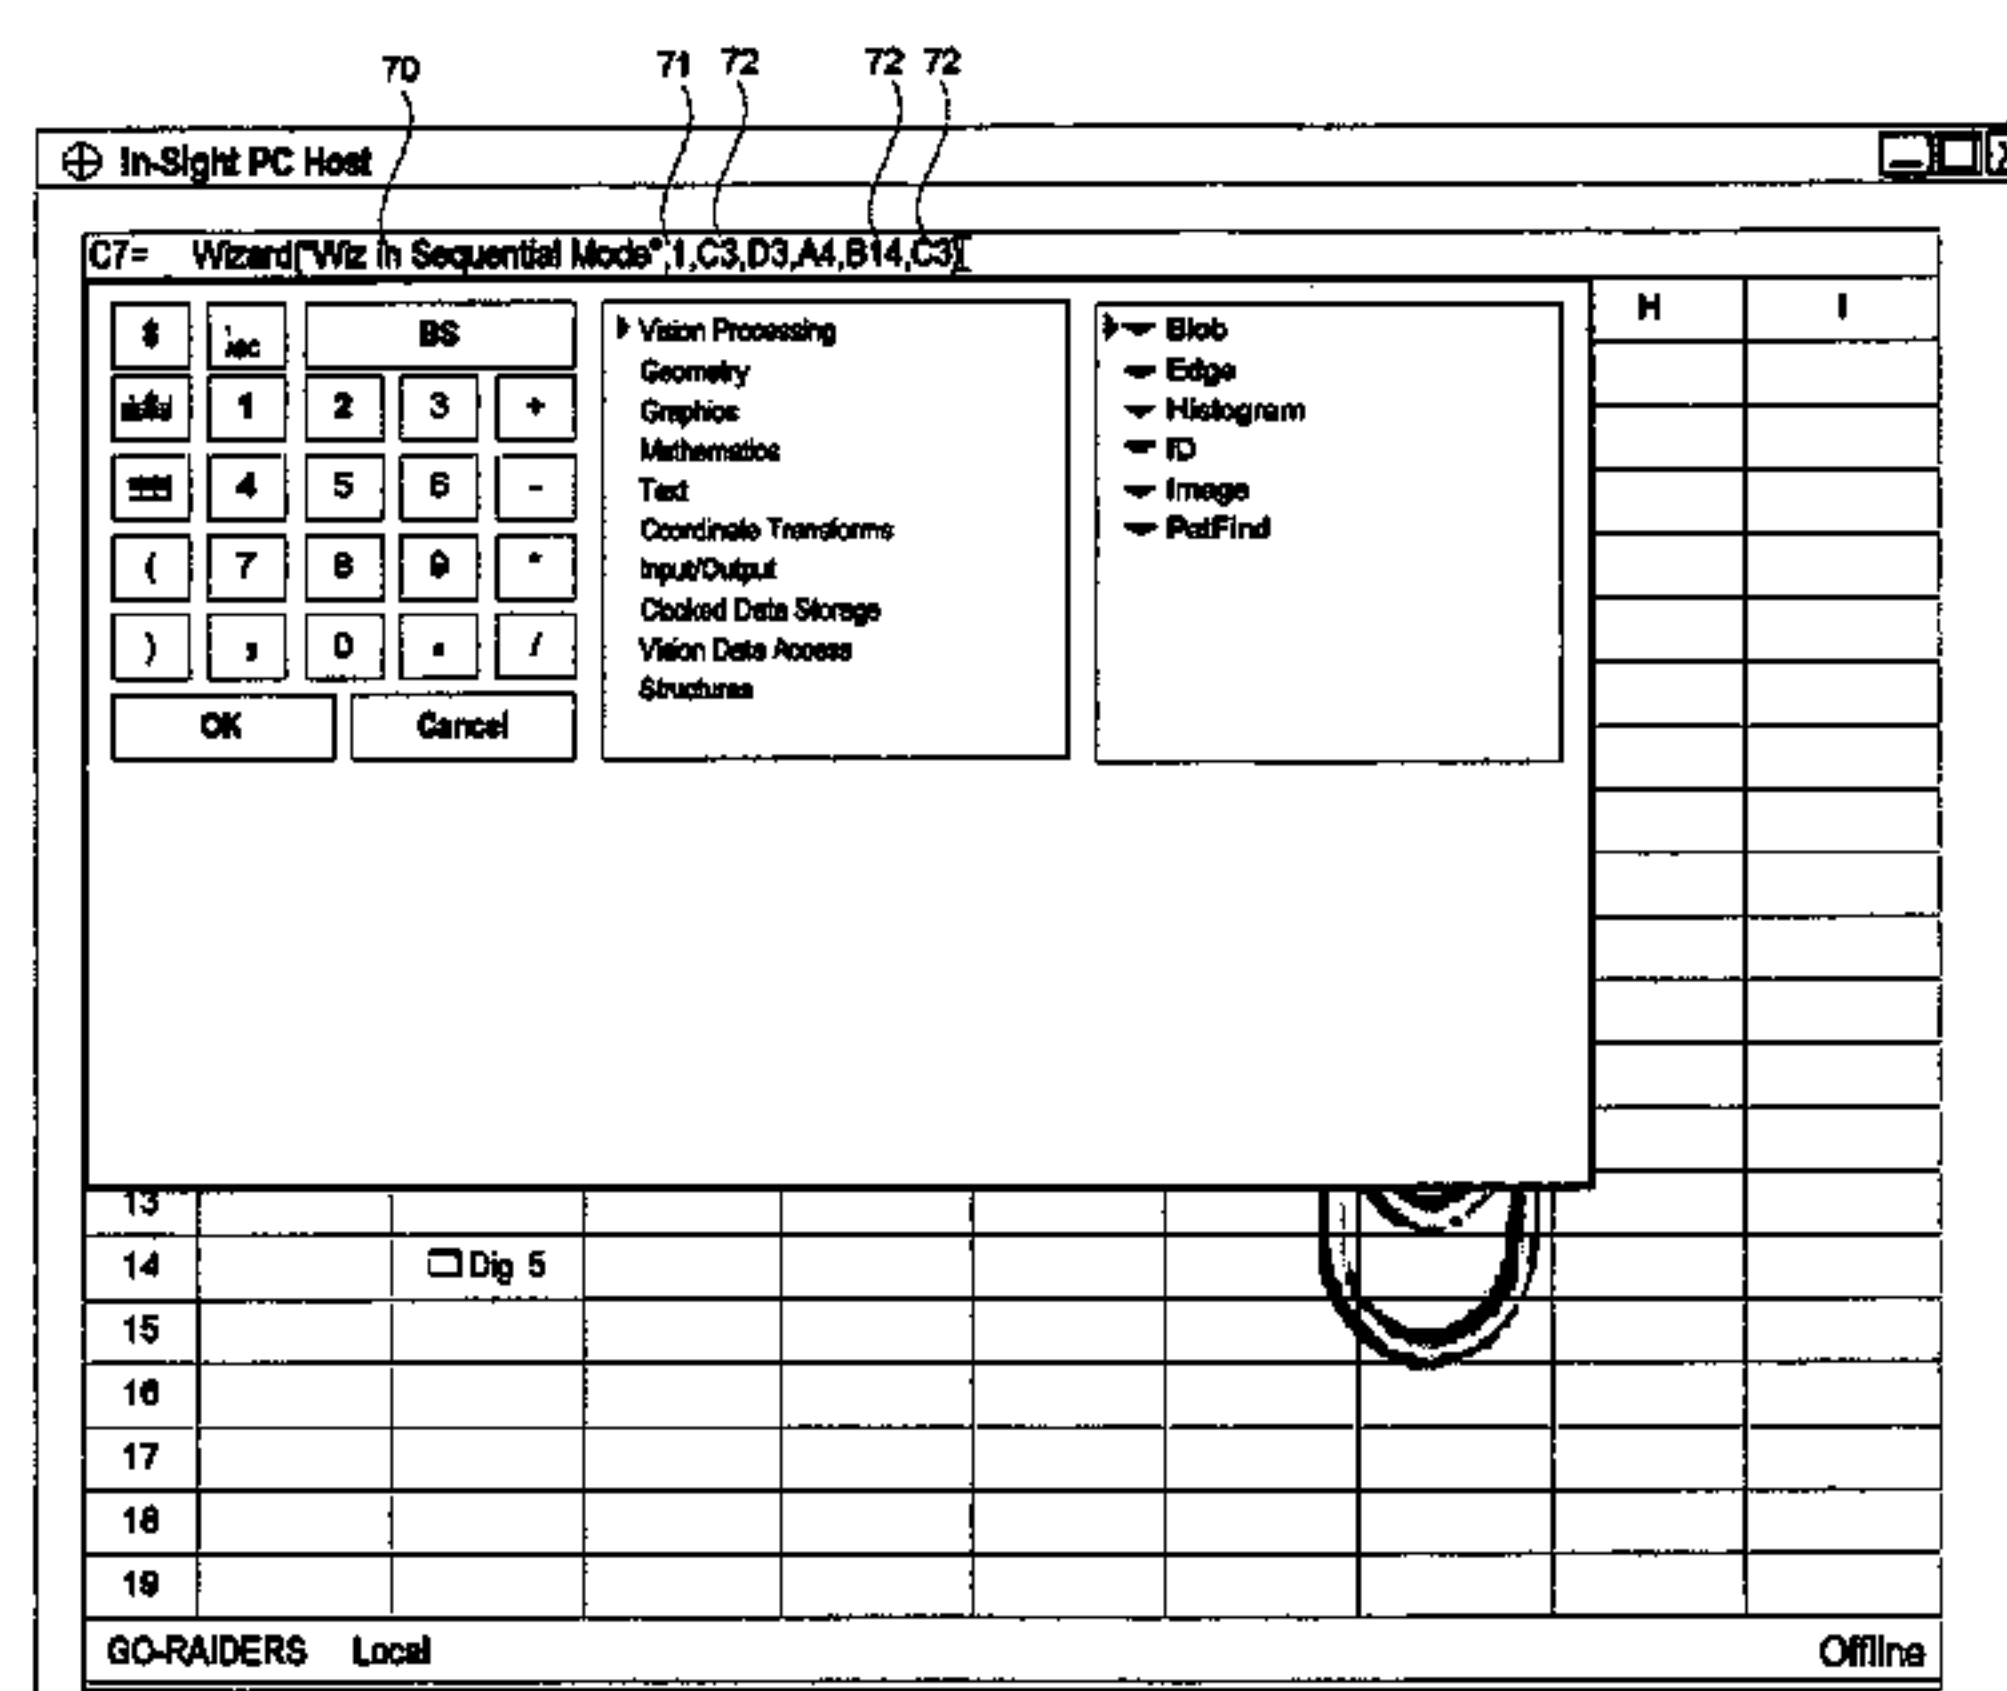 70 71 72 72 72
In-Sight PC Host
C7= Wizard("Wiz in Sequential Mode",1,C3,D3,A4,B14,C3)
H I
$ ABC BS
1 2 3 +
4 5 6 -
( 7 8 9 *
) , 0 . /
OK Cancel
Vision Processing
Geometry
Graphics
Mathematics
Text
Coordinate Transforms
Input/Output
Clocked Data Storage
Vision Data Access
Structures
Blob
Edge
Histogram
ID
Image
PatFind
13
14 Dig 5
15
16
17
18
19
GO-RAIDERS Local Offline